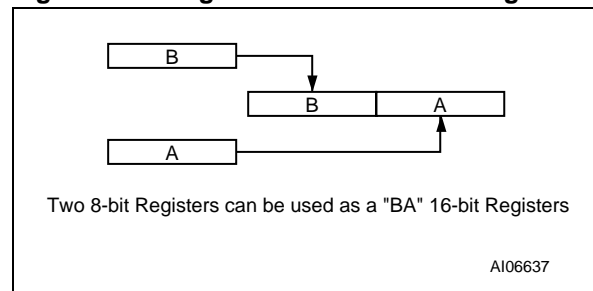 B
B A
A
Two 8-bit Registers can be used as a "BA" 16-bit Registers
AI06637